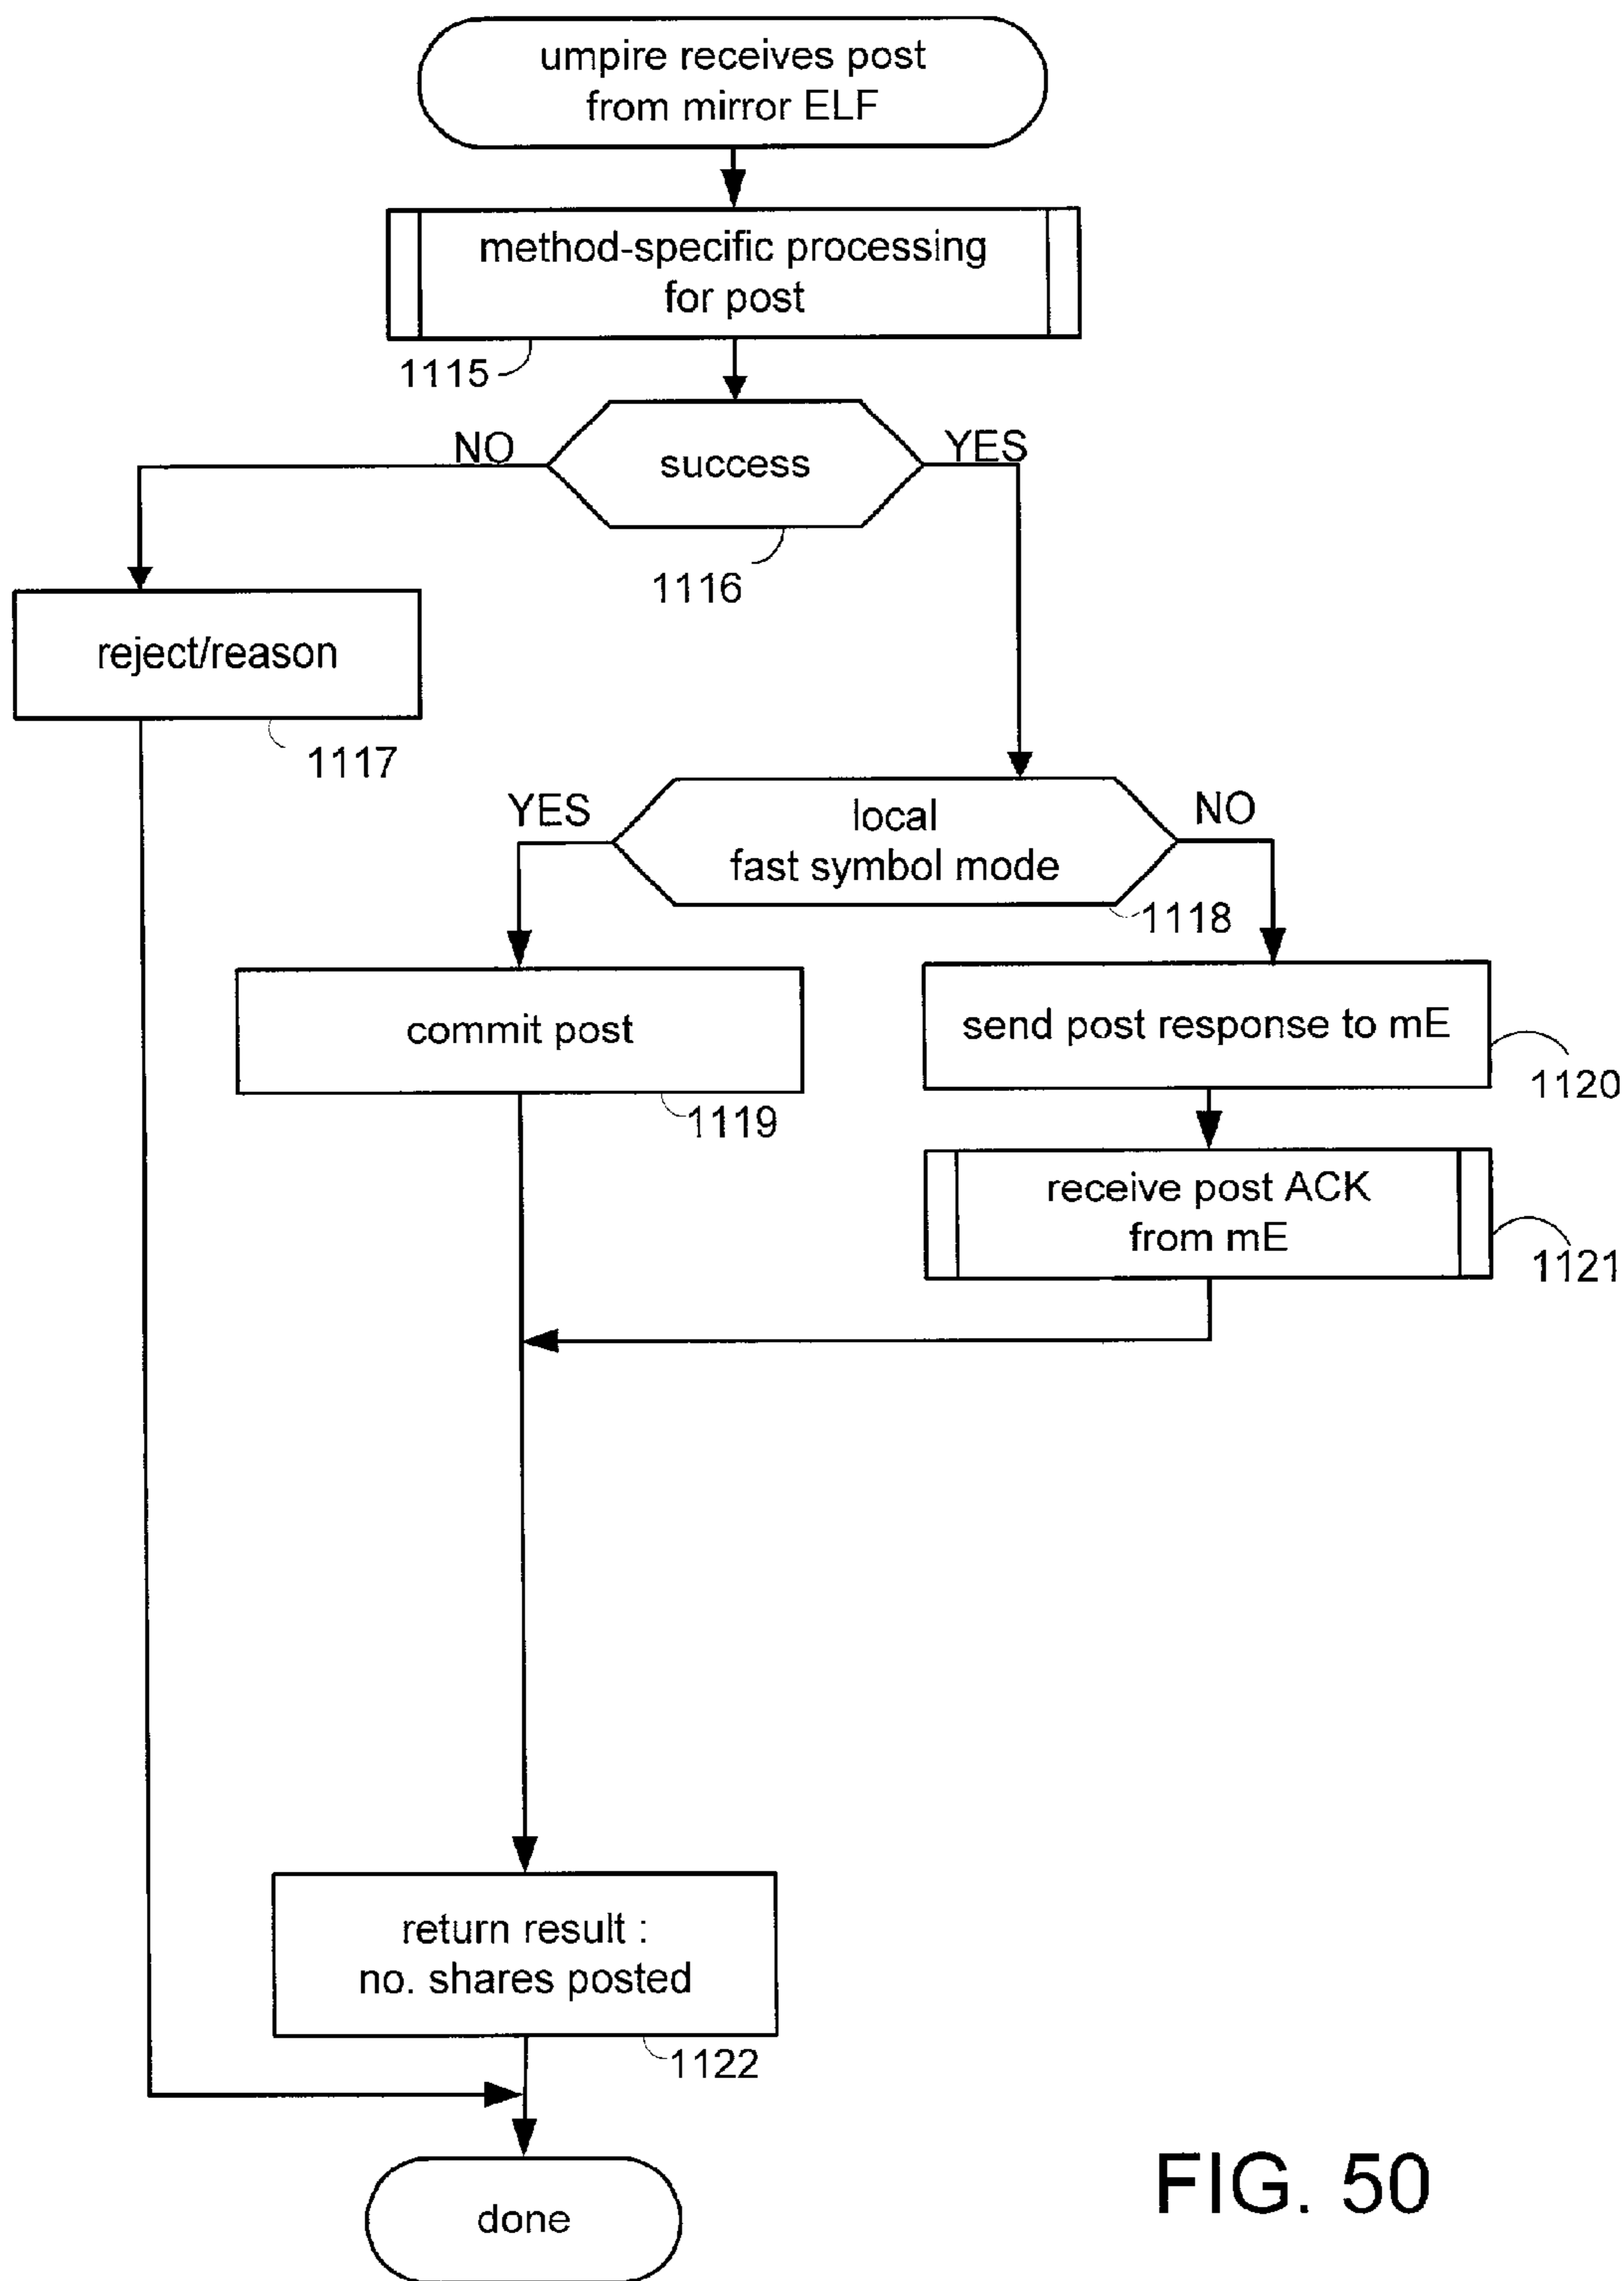 umpire receives post
from mirror ELF
method-specific processing
for post
1115
NO
YES
success
1116
reject/reason
1117
YES
NO
local
fast symbol mode
1118
commit post
1119
send post response to mE
1120
receive post ACK
from mE
1121
return result :
no. shares posted
1122
done
FIG. 50